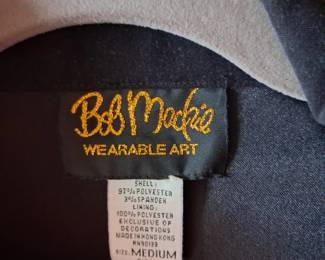 Bob Mackie
WEARABLE ART
SHELL:
97% POLYESTER
3% SPANDEX
LINING:
100% POLYESTER
EXCLUSIVE OF
DECORATIONS
MADE IN HONG KONG
SIZE: MEDIUM